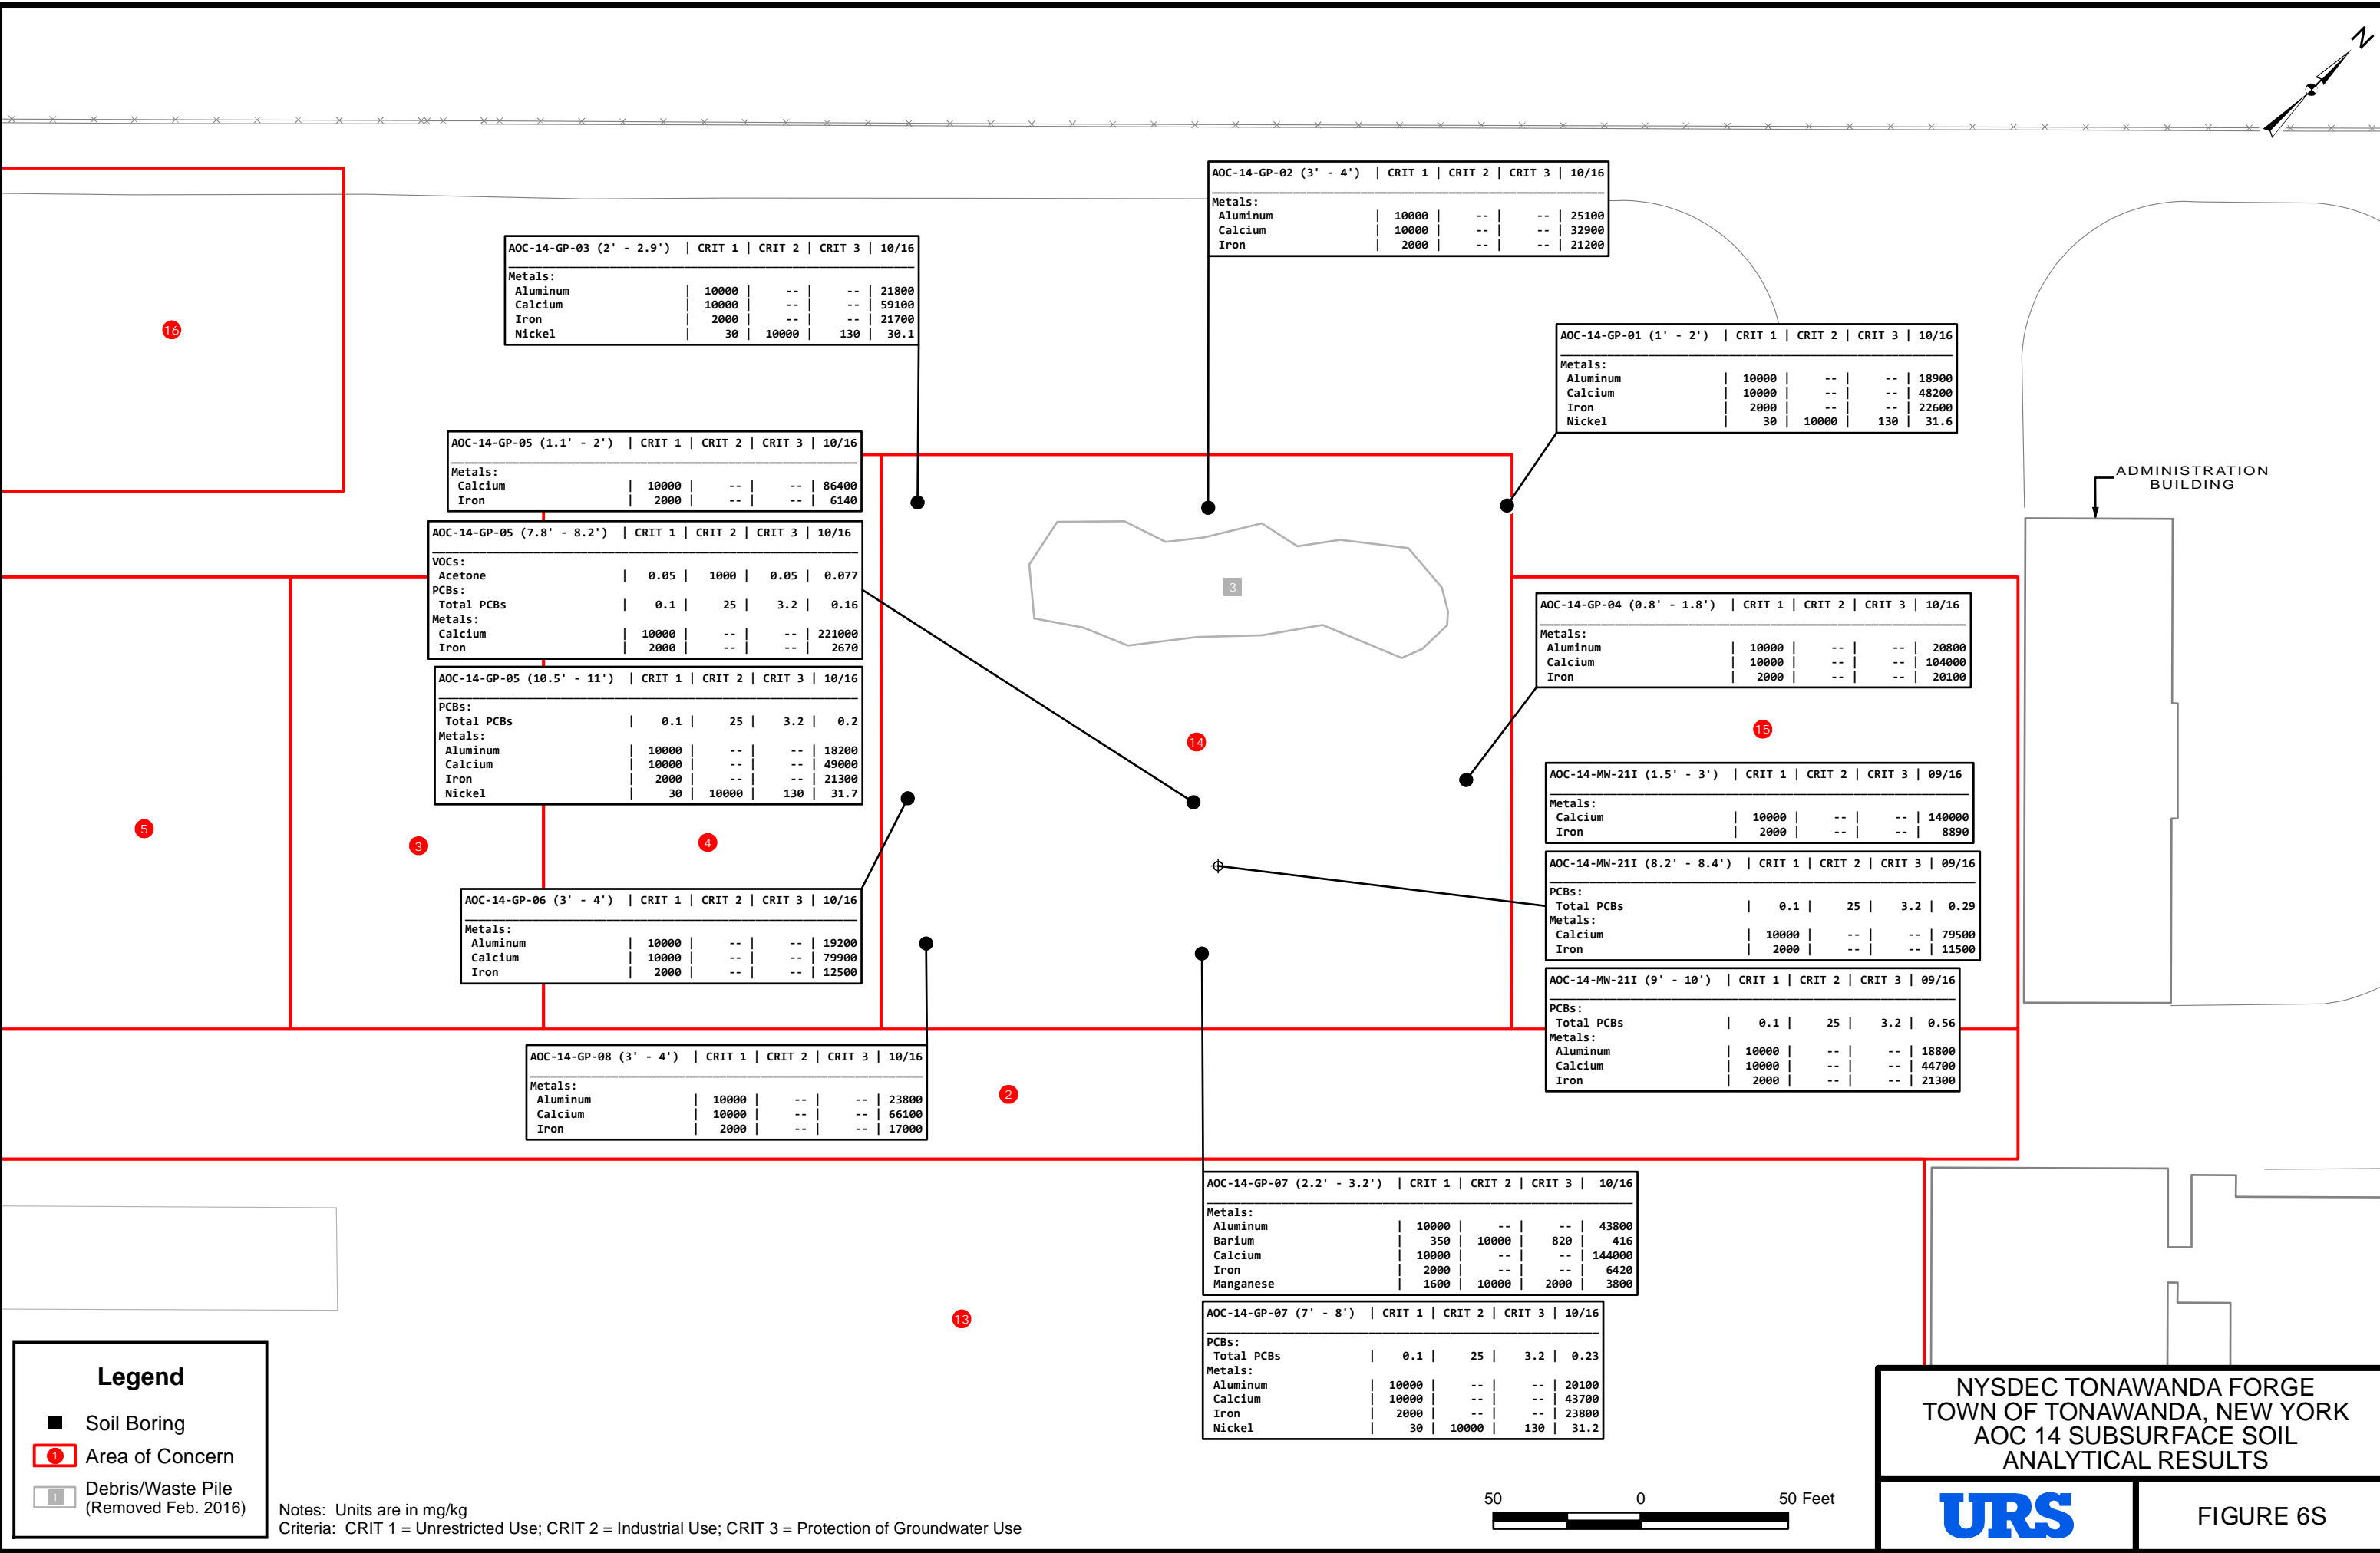 N
AOC-14-GP-02 (3' - 4') | CRIT 1 | CRIT 2 | CRIT 3 | 10/16
Metals:
Aluminum | 10000 | -- | -- | 25100
Calcium | 10000 | -- | -- | 32900
Iron | 2000 | -- | -- | 21200
AOC-14-GP-03 (2' - 2.9') | CRIT 1 | CRIT 2 | CRIT 3 | 10/16
Metals:
Aluminum | 10000 | -- | -- | 21800
Calcium | 10000 | -- | -- | 59100
Iron | 2000 | -- | -- | 21700
Nickel | 30 | 10000 | 130 | 30.1
16
AOC-14-GP-01 (1' - 2') | CRIT 1 | CRIT 2 | CRIT 3 | 10/16
Metals:
Aluminum | 10000 | -- | -- | 18900
Calcium | 10000 | -- | -- | 48200
Iron | 2000 | -- | -- | 22600
Nickel | 30 | 10000 | 130 | 31.6
AOC-14-GP-05 (1.1' - 2') | CRIT 1 | CRIT 2 | CRIT 3 | 10/16
Metals:
Calcium | 10000 | -- | -- | 86400
Iron | 2000 | -- | -- | 6140
ADMINISTRATION
BUILDING
AOC-14-GP-05 (7.8' - 8.2') | CRIT 1 | CRIT 2 | CRIT 3 | 10/16
VOCs:
Acetone | 0.05 | 1000 | 0.05 | 0.077
PCBs:
Total PCBs | 0.1 | 25 | 3.2 | 0.16
Metals:
Calcium | 10000 | -- | -- | 221000
Iron | 2000 | -- | -- | 2670
3
AOC-14-GP-04 (0.8' - 1.8') | CRIT 1 | CRIT 2 | CRIT 3 | 10/16
Metals:
Aluminum | 10000 | -- | -- | 20800
Calcium | 10000 | -- | -- | 104000
Iron | 2000 | -- | -- | 20100
AOC-14-GP-05 (10.5' - 11') | CRIT 1 | CRIT 2 | CRIT 3 | 10/16
PCBs:
Total PCBs | 0.1 | 25 | 3.2 | 0.2
Metals:
Aluminum | 10000 | -- | -- | 18200
Calcium | 10000 | -- | -- | 49000
Iron | 2000 | -- | -- | 21300
Nickel | 30 | 10000 | 130 | 31.7
14
15
AOC-14-MW-21I (1.5' - 3') | CRIT 1 | CRIT 2 | CRIT 3 | 09/16
Metals:
Calcium | 10000 | -- | -- | 140000
Iron | 2000 | -- | -- | 8890
5
3
4
AOC-14-MW-21I (8.2' - 8.4') | CRIT 1 | CRIT 2 | CRIT 3 | 09/16
PCBs:
Total PCBs | 0.1 | 25 | 3.2 | 0.29
Metals:
Calcium | 10000 | -- | -- | 79500
Iron | 2000 | -- | -- | 11500
AOC-14-GP-06 (3' - 4') | CRIT 1 | CRIT 2 | CRIT 3 | 10/16
Metals:
Aluminum | 10000 | -- | -- | 19200
Calcium | 10000 | -- | -- | 79900
Iron | 2000 | -- | -- | 12500
AOC-14-MW-21I (9' - 10') | CRIT 1 | CRIT 2 | CRIT 3 | 09/16
PCBs:
Total PCBs | 0.1 | 25 | 3.2 | 0.56
Metals:
Aluminum | 10000 | -- | -- | 18800
Calcium | 10000 | -- | -- | 44700
Iron | 2000 | -- | -- | 21300
AOC-14-GP-08 (3' - 4') | CRIT 1 | CRIT 2 | CRIT 3 | 10/16
Metals:
Aluminum | 10000 | -- | -- | 23800
Calcium | 10000 | -- | -- | 66100
Iron | 2000 | -- | -- | 17000
2
AOC-14-GP-07 (2.2' - 3.2') | CRIT 1 | CRIT 2 | CRIT 3 | 10/16
Metals:
Aluminum | 10000 | -- | -- | 43800
Barium | 350 | 10000 | 820 | 416
Calcium | 10000 | -- | -- | 144000
Iron | 2000 | -- | -- | 6420
Manganese | 1600 | 10000 | 2000 | 3800
AOC-14-GP-07 (7' - 8') | CRIT 1 | CRIT 2 | CRIT 3 | 10/16
PCBs:
Total PCBs | 0.1 | 25 | 3.2 | 0.23
Metals:
Aluminum | 10000 | -- | -- | 20100
Calcium | 10000 | -- | -- | 43700
Iron | 2000 | -- | -- | 23800
Nickel | 30 | 10000 | 130 | 31.2
13
Legend
Soil Boring
1 Area of Concern
1 Debris/Waste Pile
(Removed Feb. 2016)
Notes: Units are in mg/kg
Criteria: CRIT 1 = Unrestricted Use; CRIT 2 = Industrial Use; CRIT 3 = Protection of Groundwater Use
50 0 50 Feet
NYSDEC TONAWANDA FORGE
TOWN OF TONAWANDA, NEW YORK
AOC 14 SUBSURFACE SOIL
ANALYTICAL RESULTS
URS
FIGURE 6S